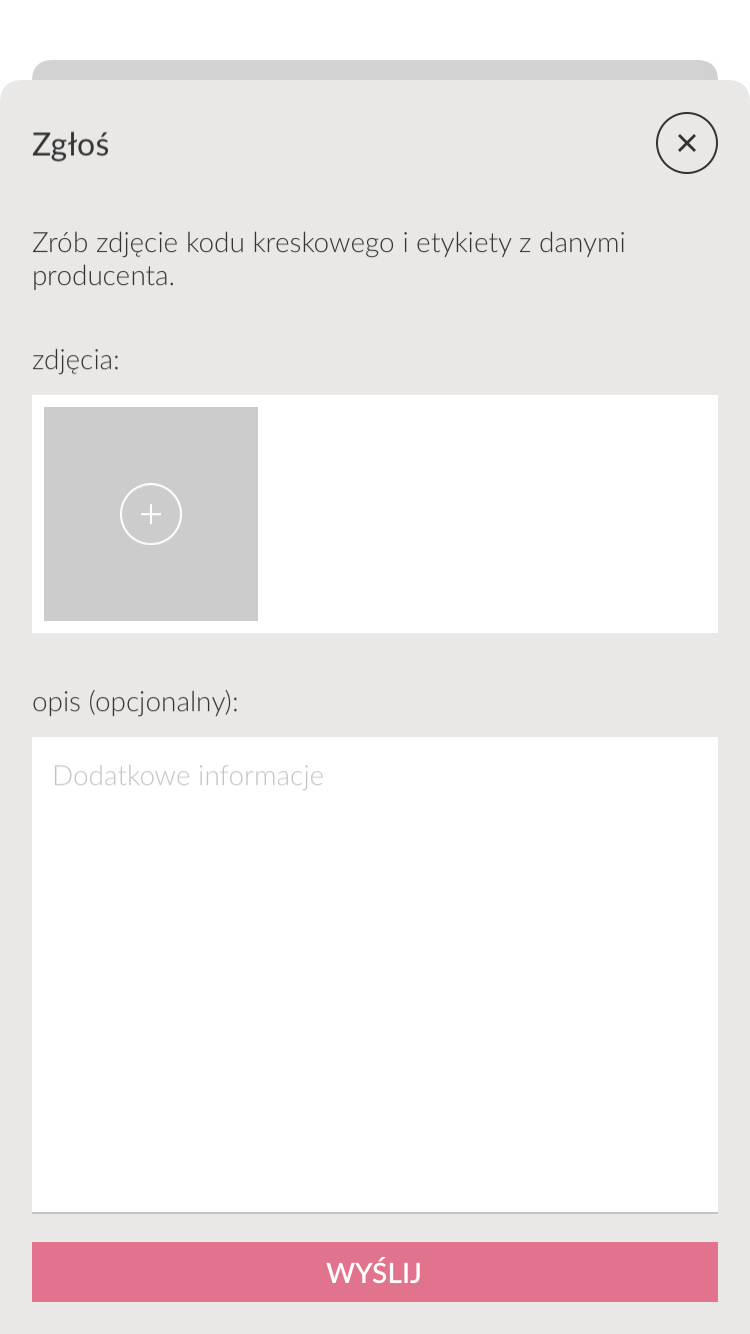 Zgłoś
Zrób zdjęcie kodu kreskowego i etykiety z danymi
producenta.
zdjęcia:
opis (opcjonalny):
Dodatkowe informacje
WYŚLIJ